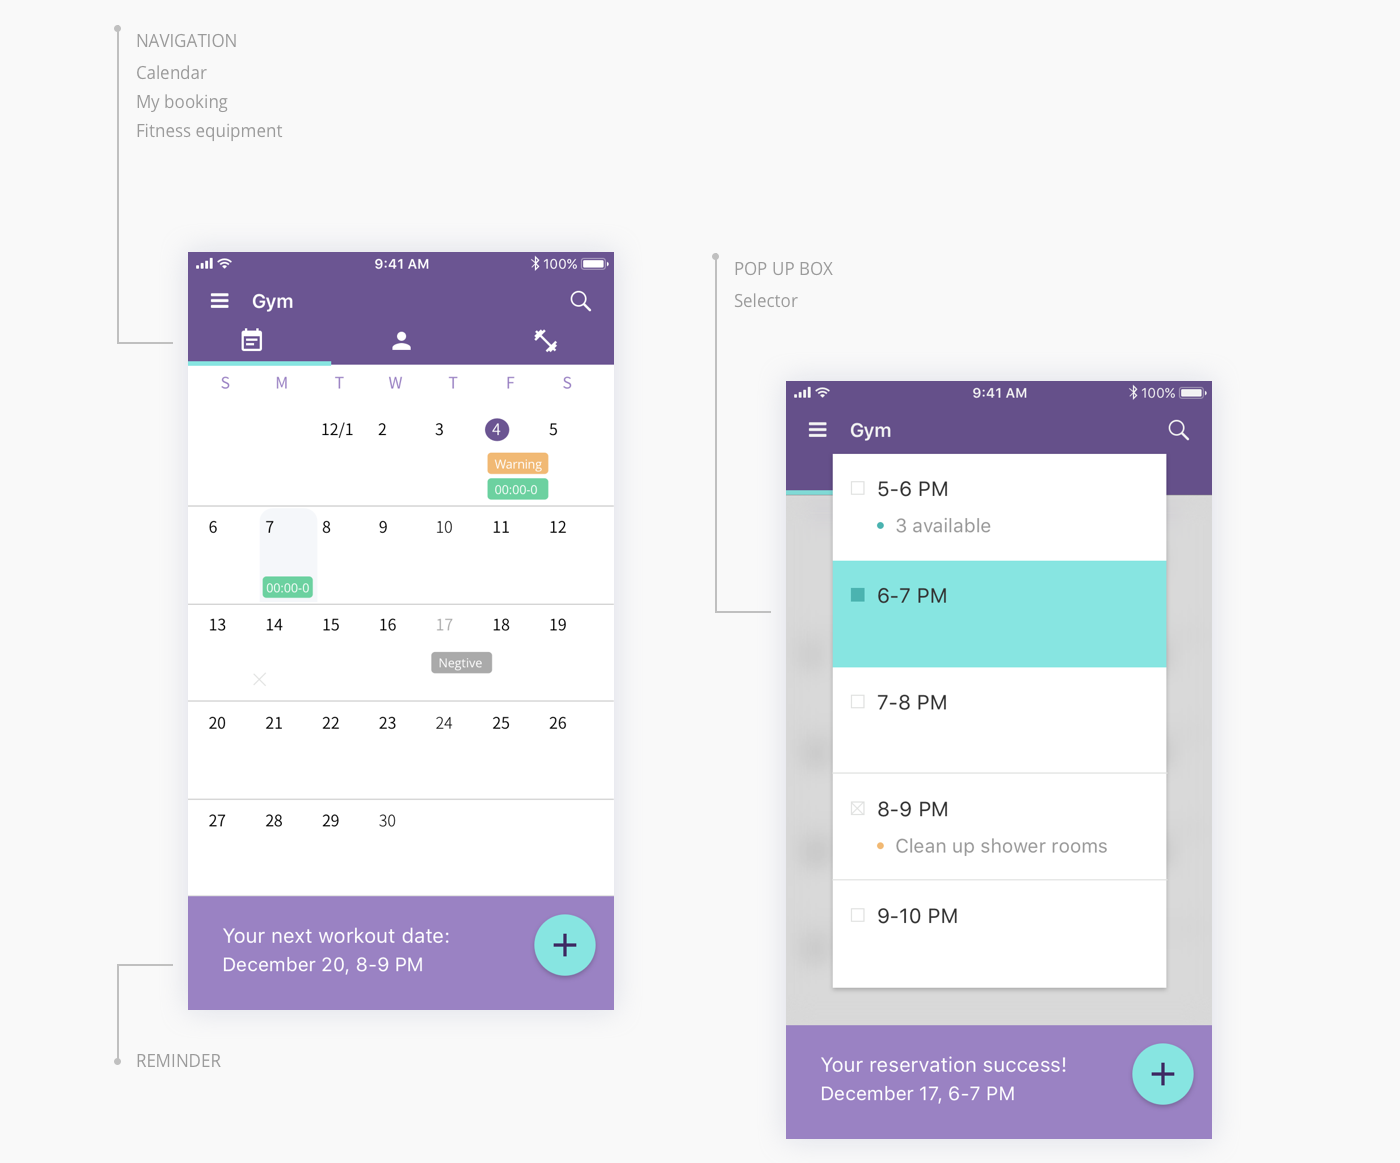 NAVIGATION
Calendar
My booking
Fitness equipment
9:41 AM
100%
Gym
S M T W T F S
12/1 2 3 4 5
Warning
00:00-0
6 7 8 9 10 11 12
00:00-0
13 14 15 16 17 18 19
Negtive
20 21 22 23 24 25 26
27 28 29 30
Your next workout date:
December 20, 8-9 PM
REMINDER
POP UP BOX
Selector
9:41 AM
100%
Gym
5-6 PM
3 available
6-7 PM
7-8 PM
8-9 PM
Clean up shower rooms
9-10 PM
Your reservation success!
December 17, 6-7 PM